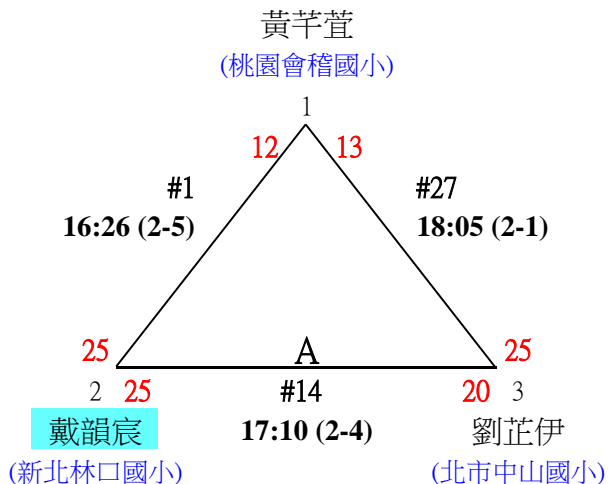 黃芊萓
(桃園會稽國小)
1
12 13
#1 #27
16:26 (2-5) 18:05 (2-1)
25 A 25
2 25 #14 20 3
戴韻宸 17:10 (2-4) 劉芷伊
(新北林口國小) (北市中山國小)